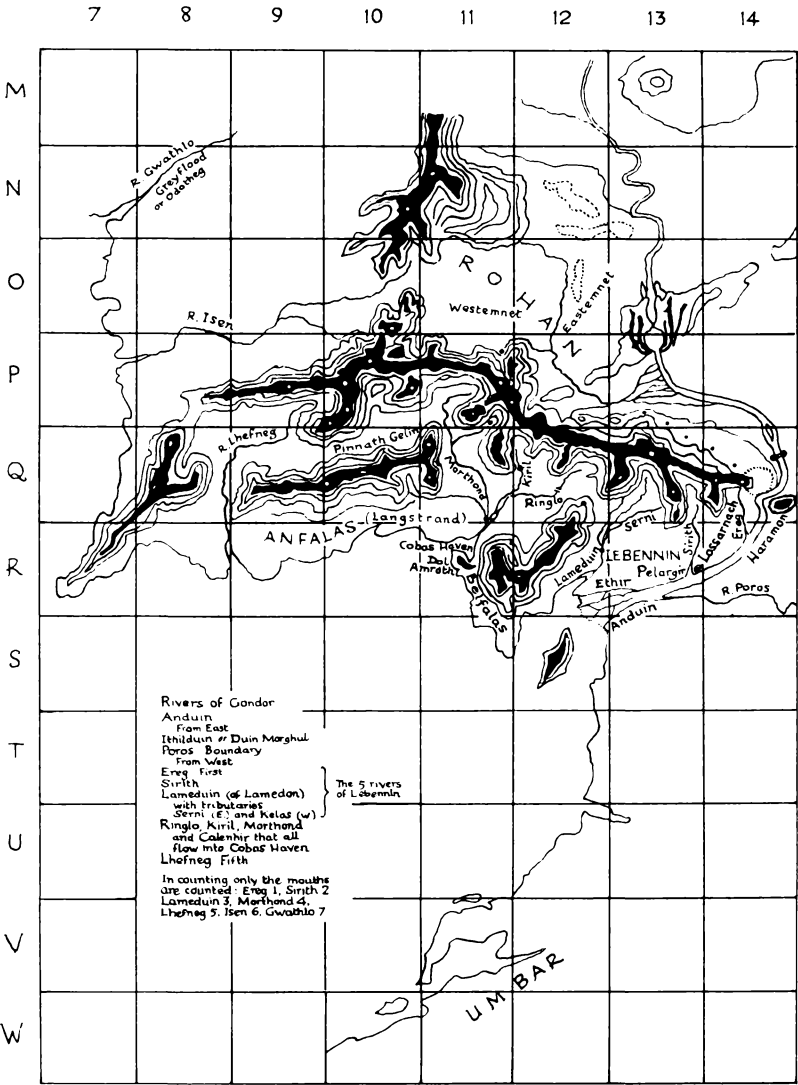 7 8 9 10 11 12 13 14
M
N
O
P
Q
R
S
T
U
V
W
R. Gwathlo
Greyflood
or Odotheg
R. Isen
ROHAN
Westemnet
Eastemnet
R. Lhefneg
Pinnath Gelin
Morthond
Kiril
Ringlo
ANFALAS (Langstrand)
Cobas Haven
Dol
Amroth
Belfalas
Lameduin
Serni
LEBENNIN
Sirith
Pelargir
Lossarnach
Ereg
Haramon
Ethir
Anduin
R. Poros
Rivers of Gondor
Anduin
From East
Ithilduin or Duin Morghul
Poros Boundary
From West
Ereg First
Sirith
Lameduin (of Lamedon)
with tributaries
Serni (E.) and Kelas (W)
The 5 rivers
of Lebennin
Ringlo, Kiril, Morthond
and Calenhir that all
flow into Cobas Haven
Lhefneg Fifth
In counting only the mouths
are counted: Ereg 1, Sirith 2
Lameduin 3, Morthond 4,
Lhefneg 5, Isen 6, Gwathlo 7
UMBAR